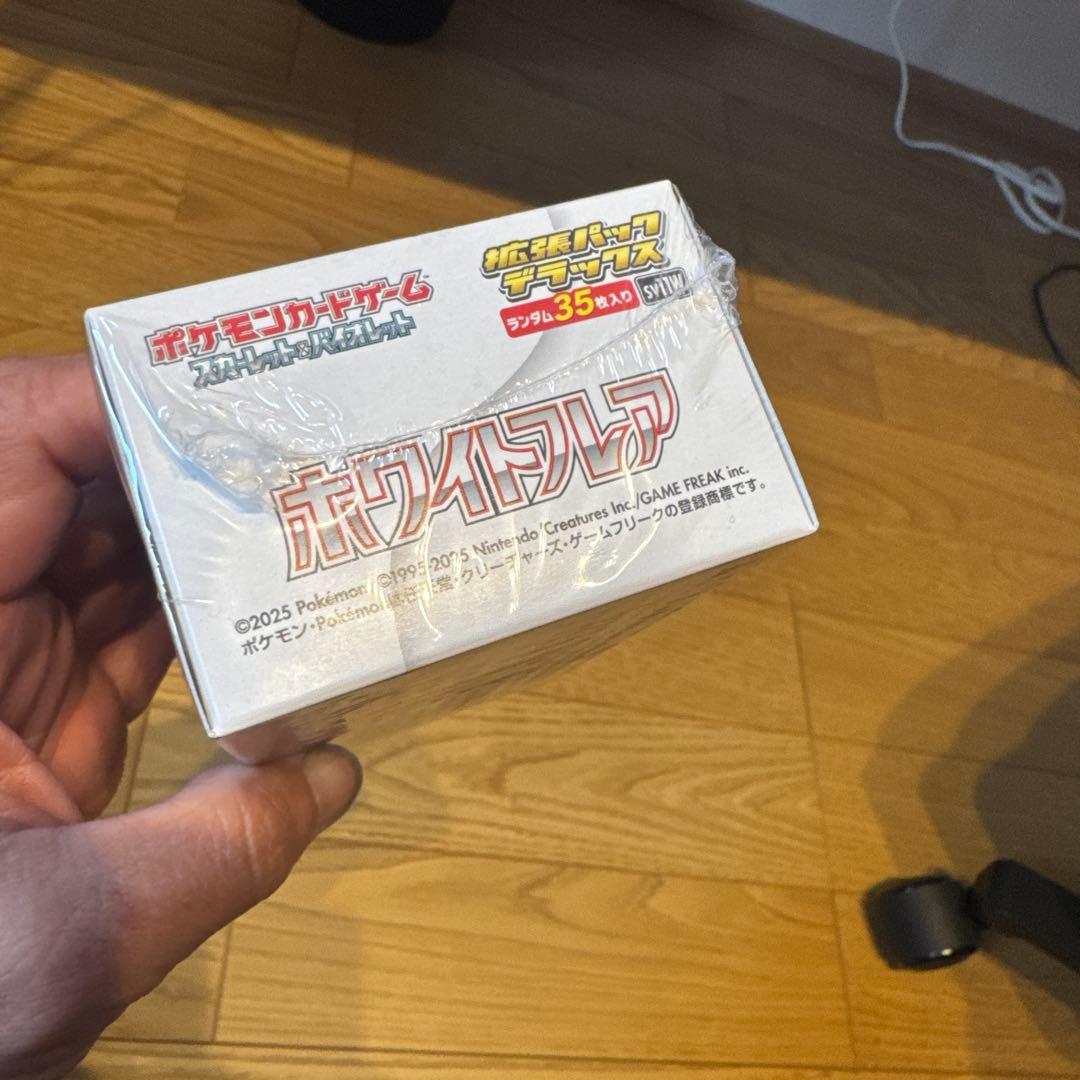 ポケモンカードゲーム
スカーレット&バイオレット
拡張パック
デラックス
ランダム35枚入り
SV11W
ホワイトフレア
©2025 Pokémon. ©1995-2025 Nintendo/Creatures Inc./GAME FREAK inc.
ポケモン・Pokémonは任天堂・クリーチャーズ・ゲームフリークの登録商標です。